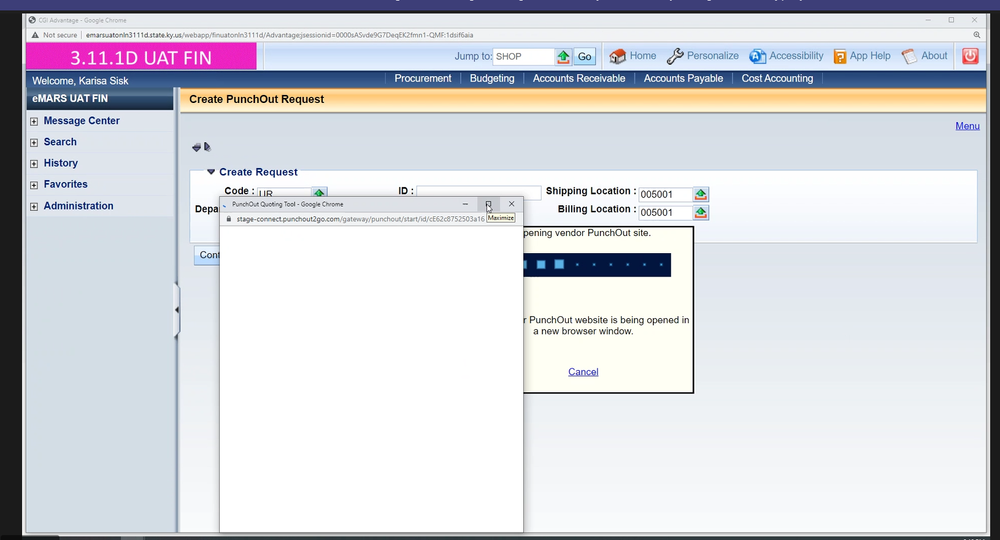 CGI Advantage - Google Chrome
Not secure emarsuatonln3111d.state.ky.us/webapp/finuatonln3111d/Advantage;jsessionid=0000sASvde9G7DeqEK2fmn1-QMF:1dsif6aia
3.11.1D UAT FIN
Jump to: SHOP Go Home Personalize Accessibility App Help About
Welcome, Karisa Sisk
Procurement Budgeting Accounts Receivable Accounts Payable Cost Accounting
eMARS UAT FIN
Create PunchOut Request
Message Center
Menu
Search
History
Create Request
Favorites
Code : UR ID : Shipping Location : 005001
Administration
PunchOut Quoting Tool - Google Chrome
Depa Billing Location : 005001
stage-connect.punchout2go.com/gateway/punchout/start/id/cE62c8752503a16
Maximize
pening vendor PunchOut site.
Cont
r PunchOut website is being opened in
a new browser window.
Cancel